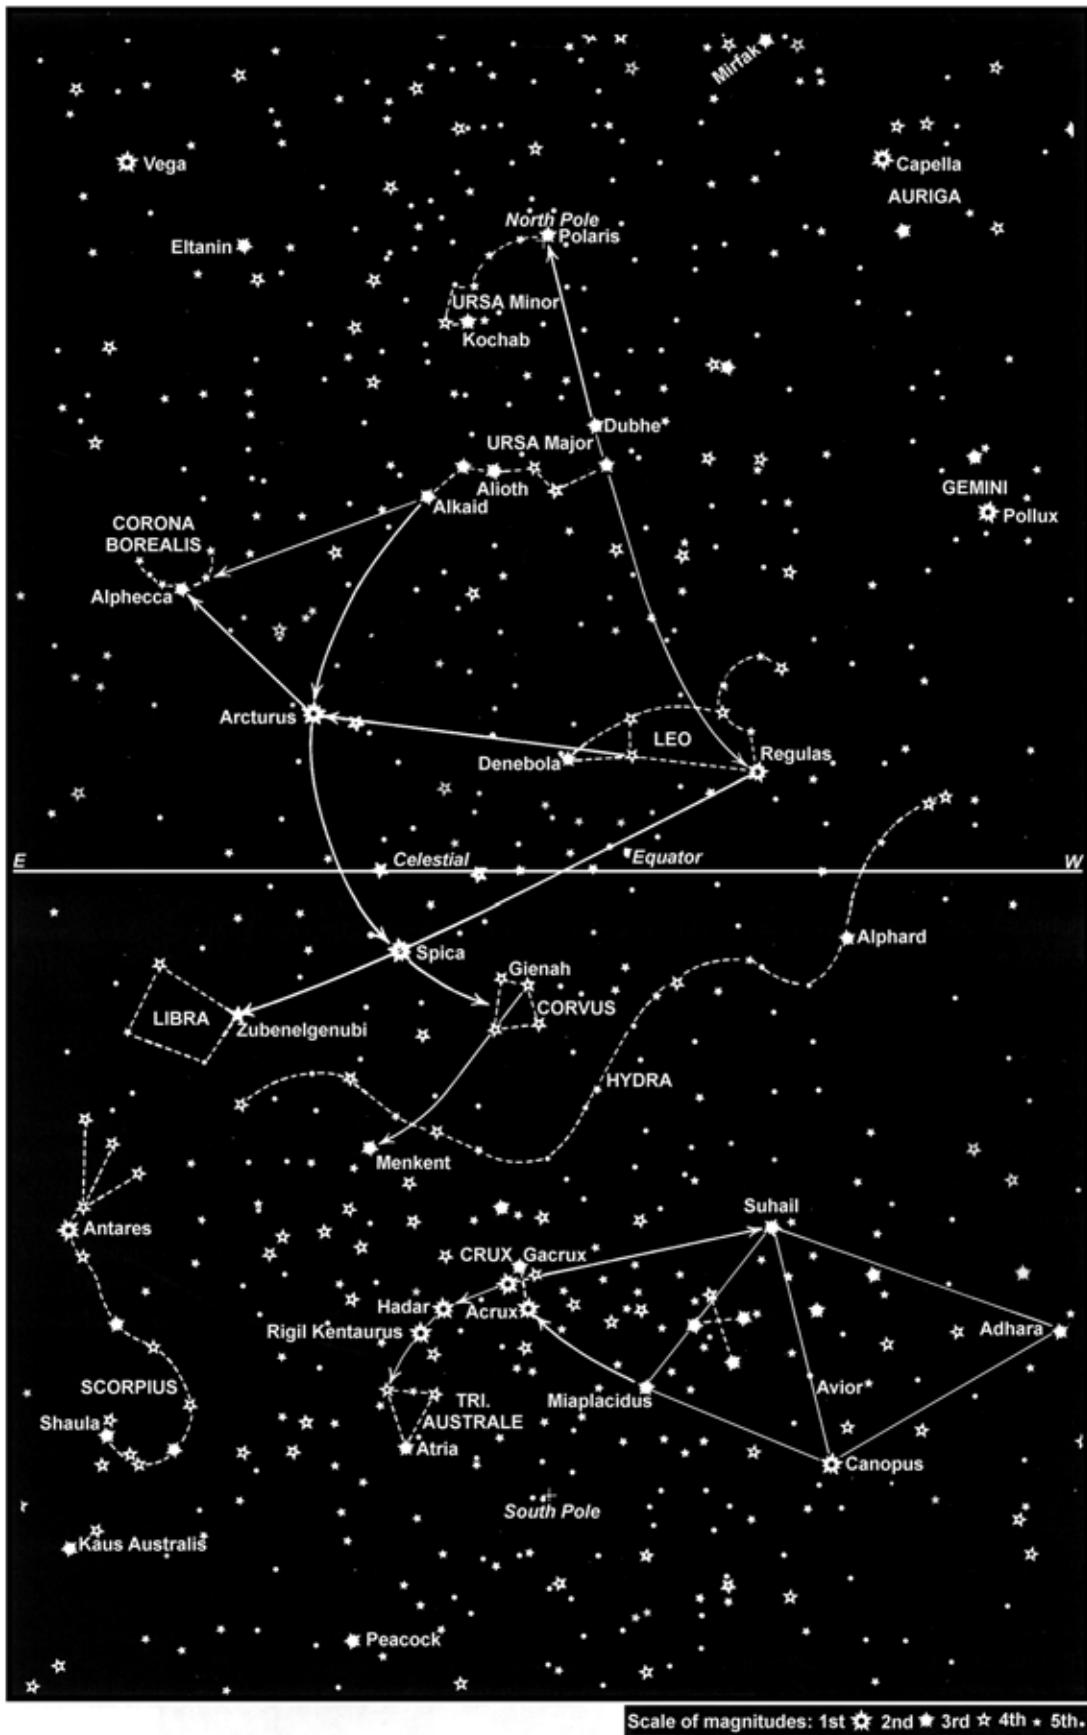 Mirfak
Vega
Capella
AURIGA
North Pole
Polaris
Eltanin
URSA Minor
Kochab
Dubhe
URSA Major
Alioth
Alkaid
GEMINI
Pollux
CORONA
BOREALIS
Alphecca
Arcturus
LEO
Denebola
Regulas
E
Celestial
Equator
W
Spica
Alphard
Gienah
CORVUS
LIBRA
Zubenelgenubi
HYDRA
Menkent
Antares
Suhail
CRUX
Gacrux
Hadar
Acrux
Rigil Kentaurus
Adhara
SCORPIUS
Shaula
TRI.
AUSTRALE
Atria
Miaplacidus
Avior
Canopus
South Pole
Kaus Australis
Peacock
Scale of magnitudes: 1st 2nd 3rd 4th 5th